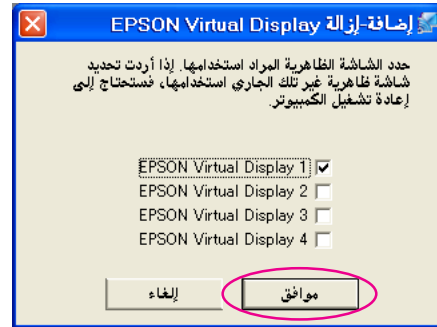 إضافة-إزالة EPSON Virtual Display
حدد الشاشة الظاهرية المراد استخدامها. إذا أردت تحديد
شاشة ظاهرية غير تلك الجاري استخدامها، فستحتاج إلى
إعادة تشغيل الكمبيوتر.
EPSON Virtual Display 1
EPSON Virtual Display 2
EPSON Virtual Display 3
EPSON Virtual Display 4
موافق إلغاء